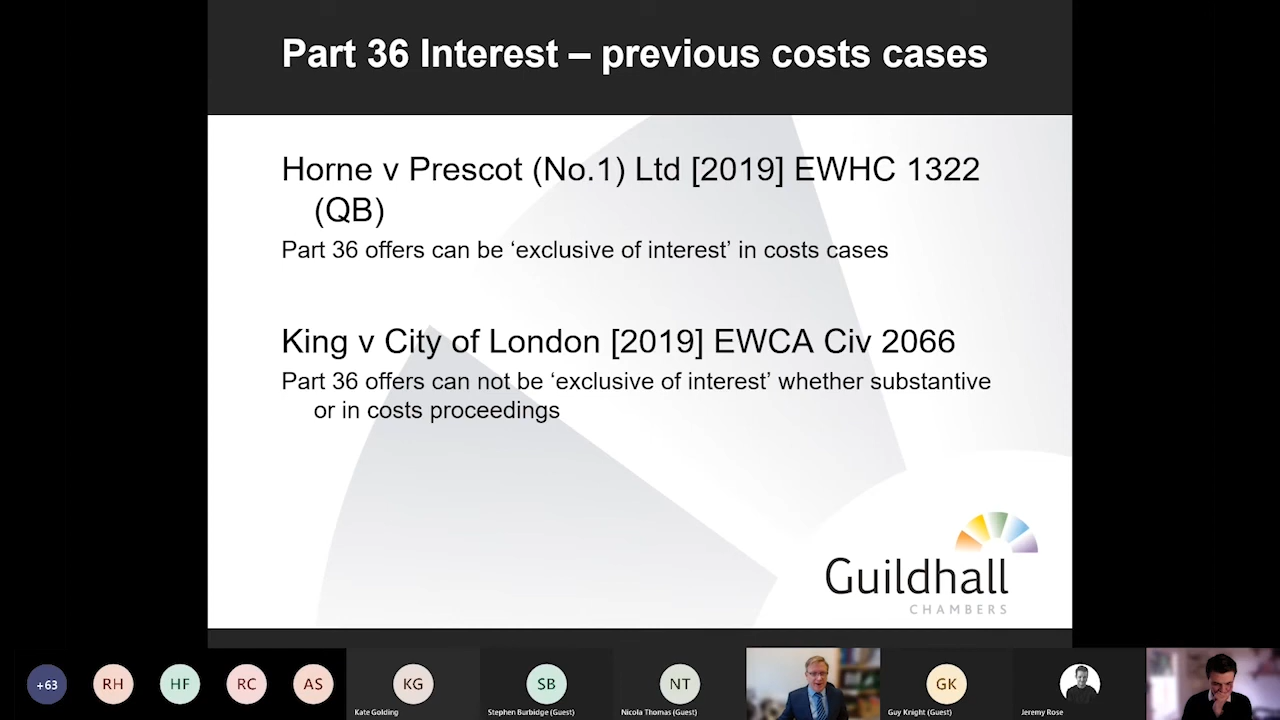 Part 36 Interest – previous costs cases
Horne v Prescot (No.1) Ltd [2019] EWHC 1322
(QB)
Part 36 offers can be ‘exclusive of interest’ in costs cases
King v City of London [2019] EWCA Civ 2066
Part 36 offers can not be ‘exclusive of interest’ whether substantive
or in costs proceedings
Guildhall
CHAMBERS
+63
RH
HF
RC
AS
KG
SB
NT
GK
Kate Golding
Stephen Burbidge (Guest)
Nicola Thomas (Guest)
Guy Knight (Guest)
Jeremy Rose